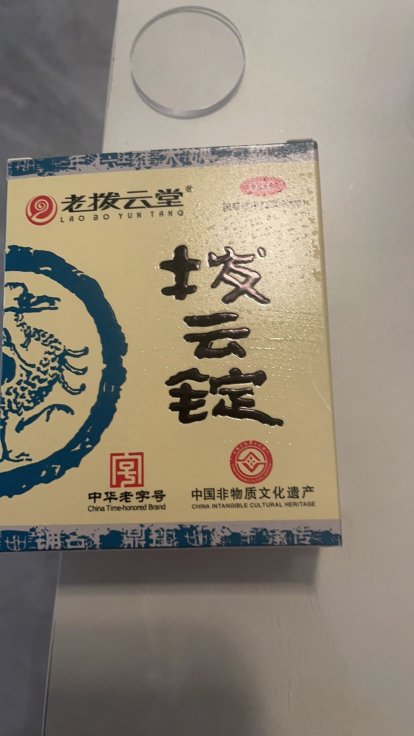 老拨云堂®
LAO BO YUN TANG
拨
云
锭
中华老字号
China Time-honored Brand
中国非物质文化遗产
CHINA INTANGIBLE CULTURAL HERITAGE